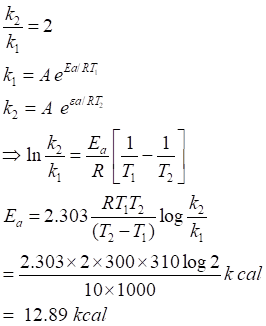 k₂/k₁ = 2
k₁ = A e^(Ea/RT₁)
k₂ = A e^(εa/RT₂)
⇒ ln k₂/k₁ = Eₐ/R [1/T₁ − 1/T₂]
Eₐ = 2.303 RT₁T₂/(T₂−T₁) log k₂/k₁
= 2.303×2×300×310 log 2/10×1000 k cal
= 12.89 kcal